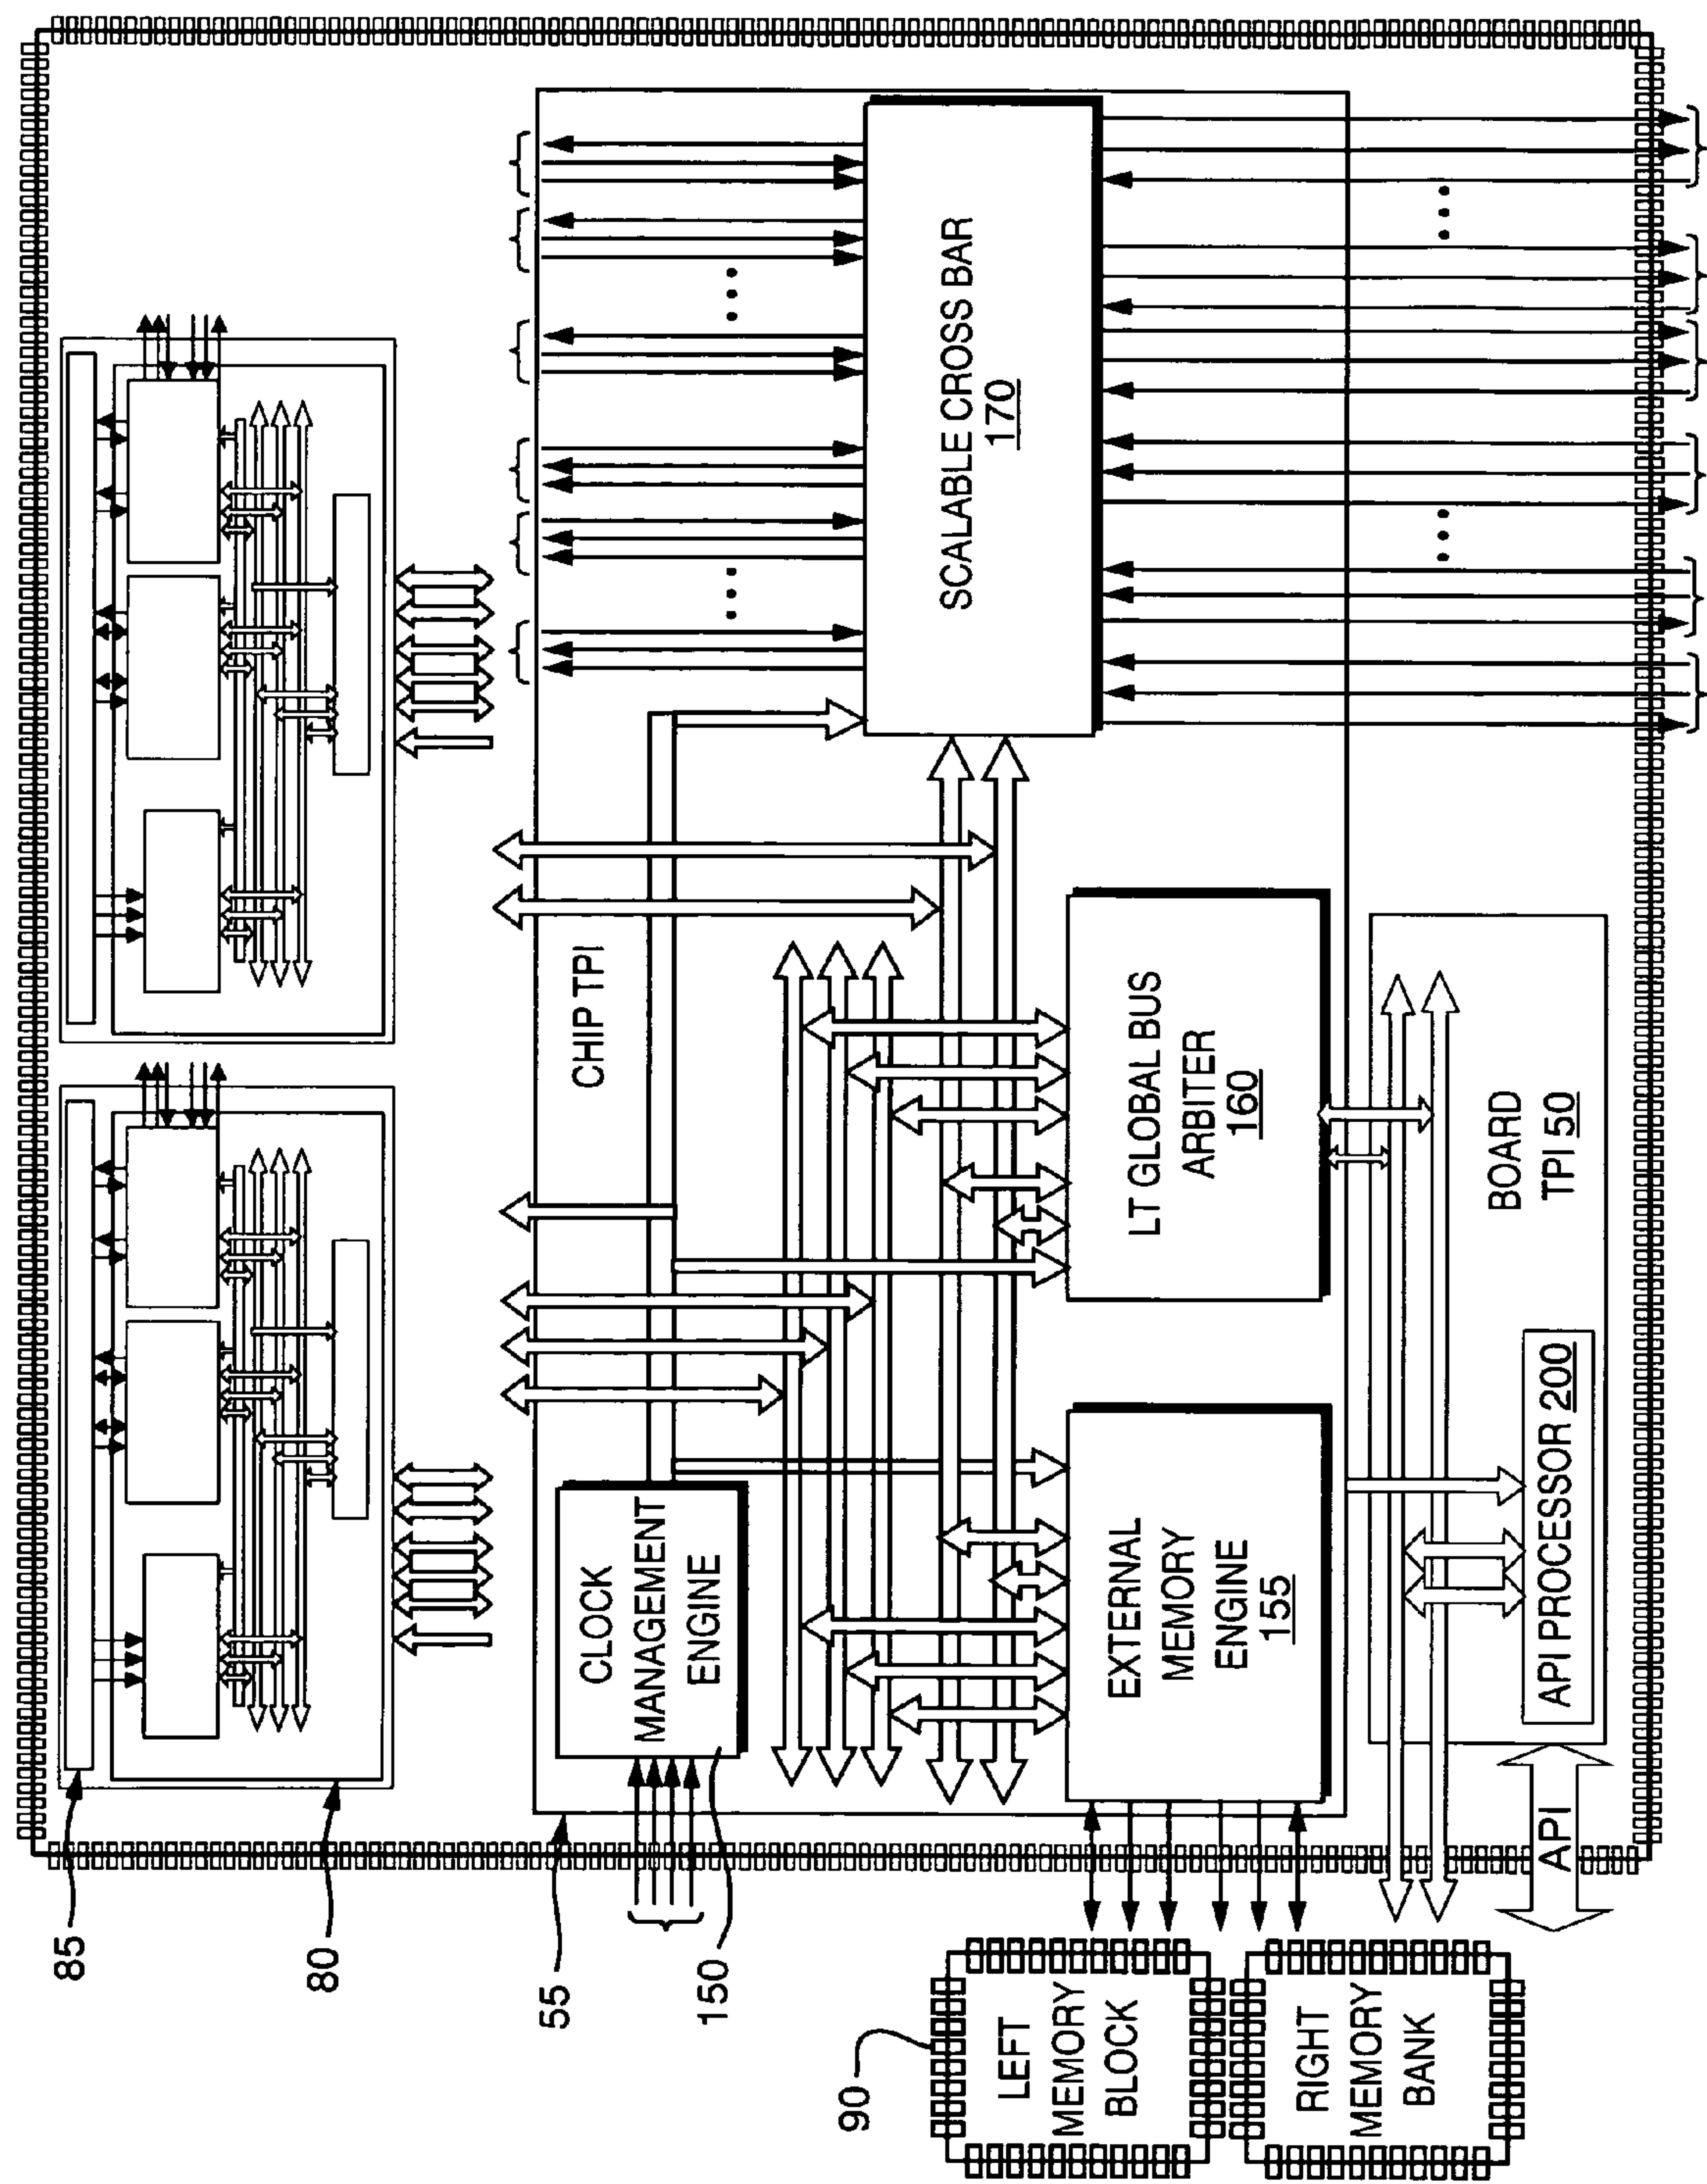 85
80
55
CHIP TPI
CLOCK
MANAGEMENT
ENGINE
150
SCALABLE CROSS BAR
170
LT GLOBAL BUS
ARBITER
160
EXTERNAL
MEMORY
ENGINE
155
BOARD
TPI 50
API PROCESSOR 200
API
90
LEFT
MEMORY
BLOCK
RIGHT
MEMORY
BANK